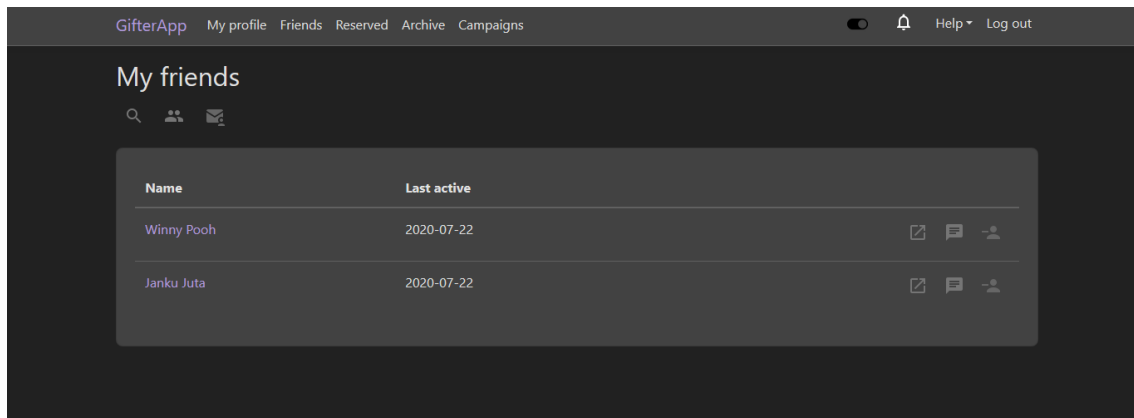 GifterApp My profile Friends Reserved Archive Campaigns Help Log out
My friends
Name Last active
Winny Pooh 2020-07-22
Janku Juta 2020-07-22